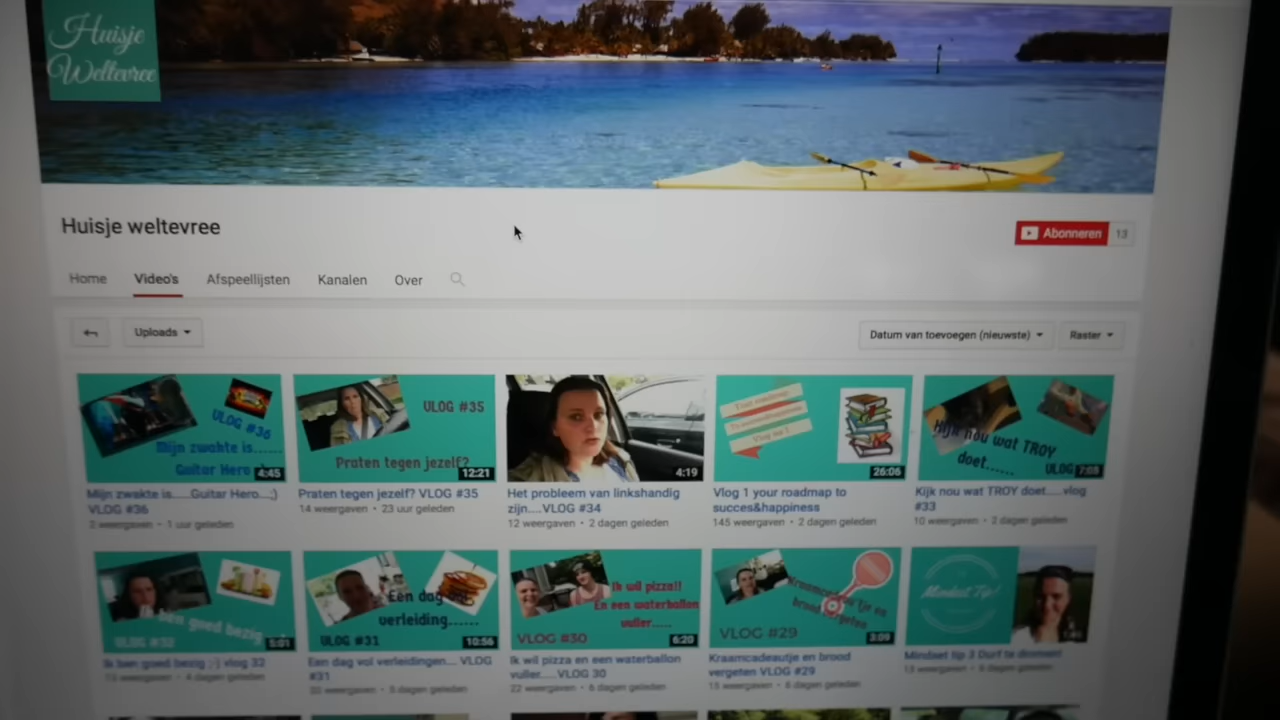 Huisje
Weltevree
Huisje weltevree
Abonneren 13
Home Video's Afspeellijsten Kanalen Over
Uploads
Datum van toevoegen (nieuwste) Raster
VLOG #36
Mijn zwakte is......
Guitar Hero
4:45
VLOG #35
Praten tegen jezelf?
12:21
4:19
Your roadmap
Vlog nr 1
26:06
Kijk nou wat TROY
doet......
VLOG
7:05
Mijn zwakte is.....Guitar Hero...;)
VLOG #36
2 weergaven • 1 uur geleden
Praten tegen jezelf? VLOG #35
14 weergaven • 23 uur geleden
Het probleem van linkshandig
zijn....VLOG #34
12 weergaven • 2 dagen geleden
Vlog 1 your roadmap to
succes&happiness
145 weergaven • 2 dagen geleden
Kijk nou wat TROY doet....vlog
#33
10 weergaven • 2 dagen geleden
ben goed bezig
VLOG #32
5:01
Een dag
verleiding......
VLOG #31
10:56
Ik wil pizza!!
En een waterballon
vuller.....
VLOG #30
6:20
Kraamcadeautje en
brood vergeten
VLOG #29
3:09
Mindset Tip!
Ik ben goed bezig ;-) vlog 32
15 weergaven • 4 dagen geleden
Een dag vol verleidingen.... VLOG
#31
5 dagen geleden
Ik wil pizza en een waterballon
vuller.....VLOG 30
22 weergaven • 6 dagen geleden
Kraamcadeautje en brood
vergeten VLOG #29
15 weergaven • 6 dagen geleden
Mindset tip 3 Durf te dromen!
13 weergaven • 6 dagen geleden